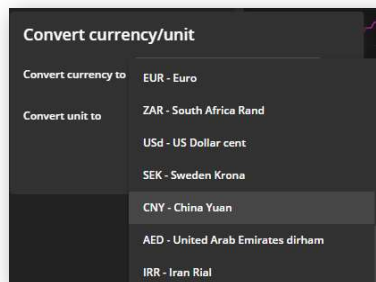 Convert currency/unit
Convert currency to
EUR - Euro
ZAR - South Africa Rand
Convert unit to
USd - US Dollar cent
SEK - Sweden Krona
CNY - China Yuan
AED - United Arab Emirates dirham
IRR - Iran Rial